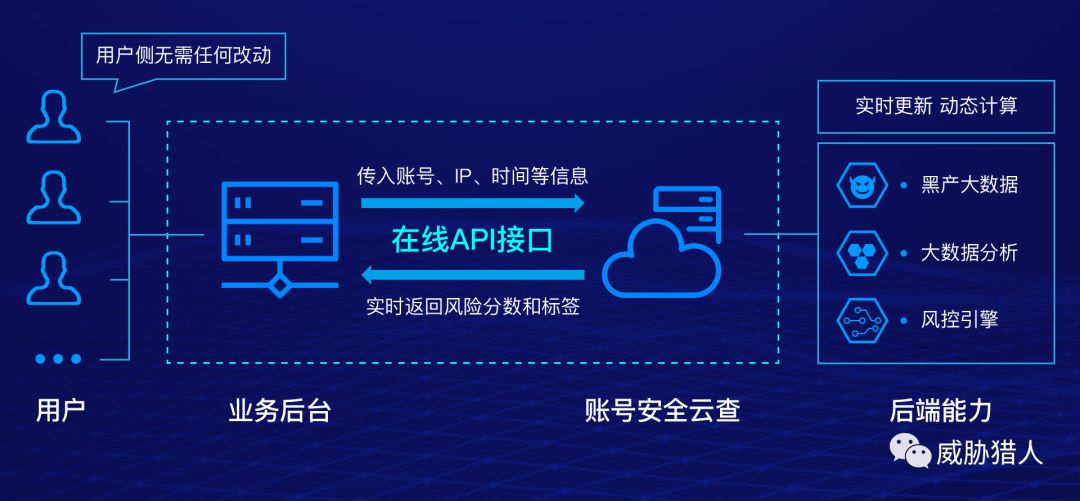 用户侧无需任何改动
实时更新 动态计算
传入账号、IP、时间等信息
在线API接口
实时返回风险分数和标签
黑产大数据
大数据分析
风控引擎
用户
业务后台
账号安全云查
后端能力
威胁猎人